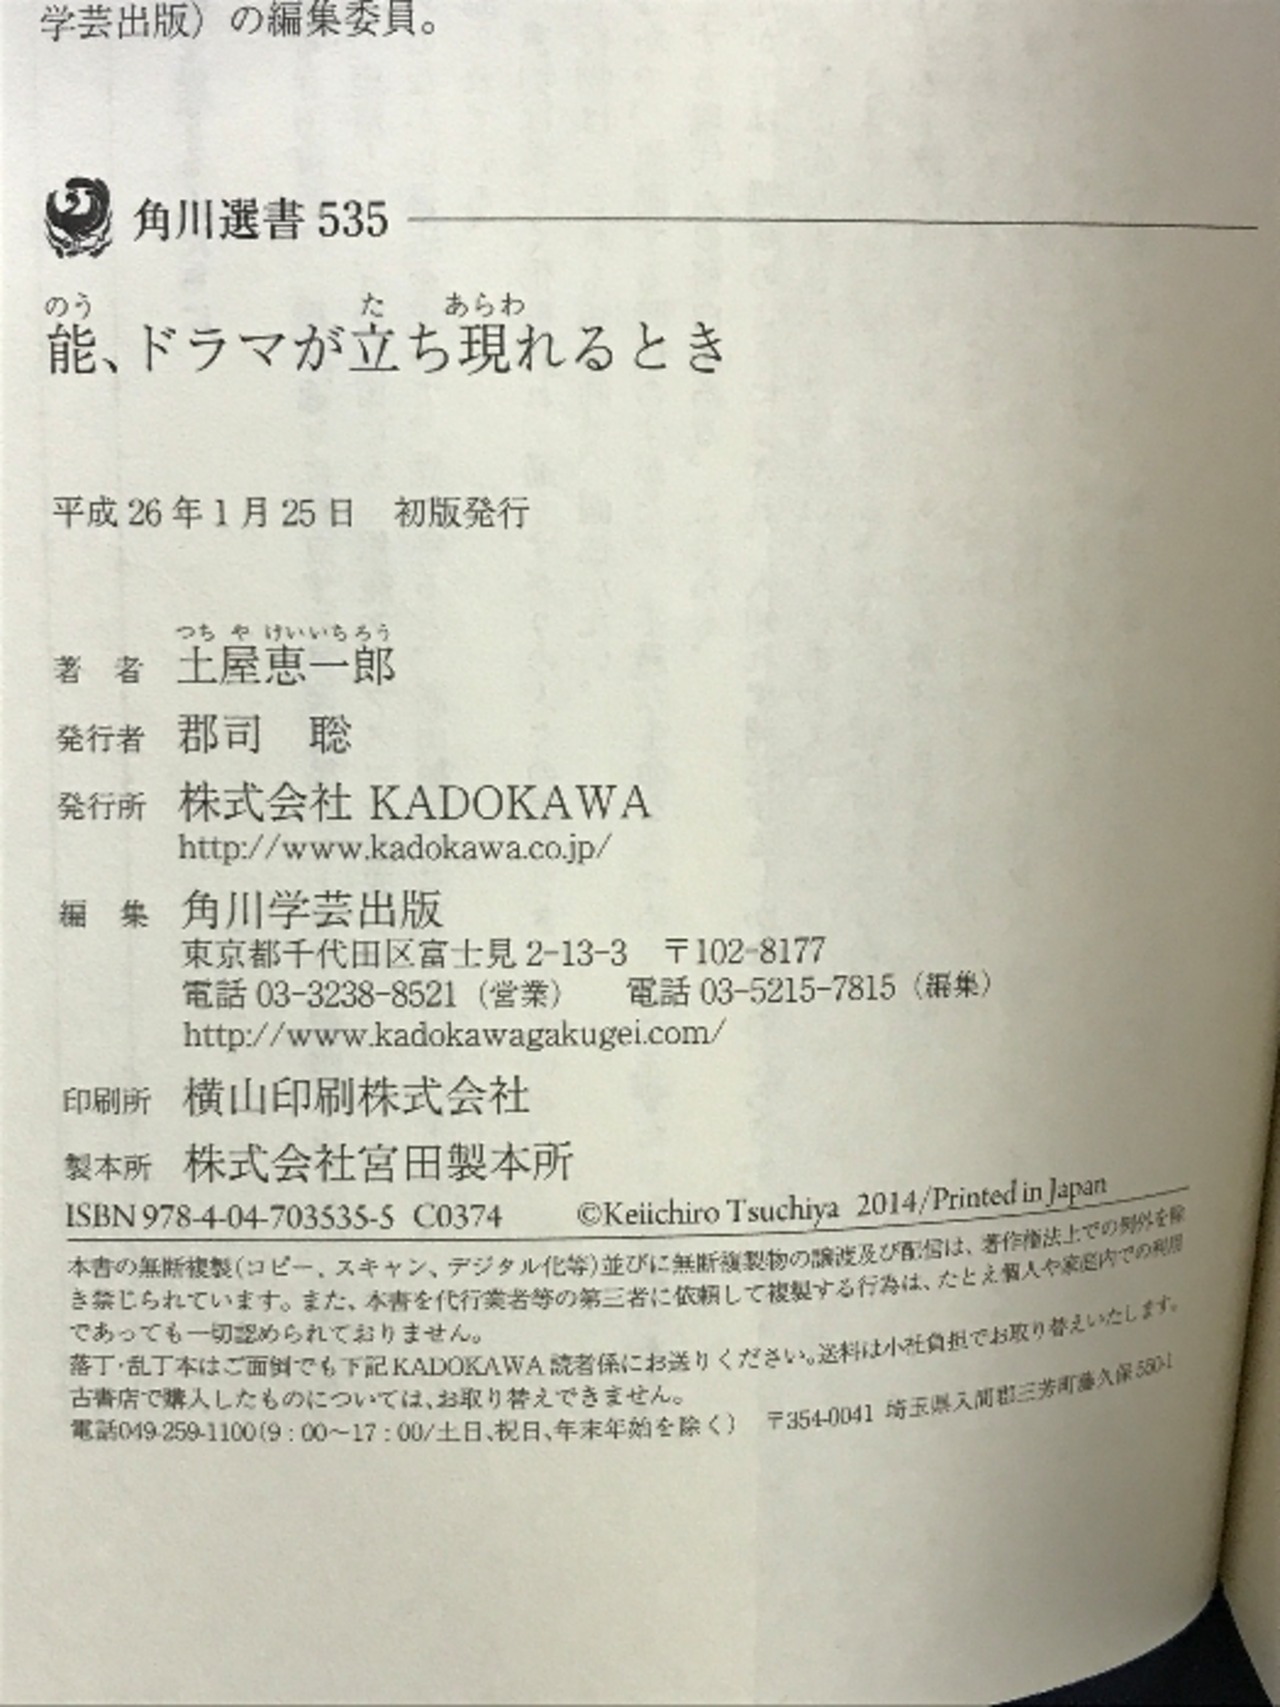 学芸出版）の編集委員。
角川選書 535
のう た あらわ
能、ドラマが立ち現れるとき
平成 26 年 1 月 25 日　初版発行
つち や けいいちろう
著　者　土屋恵一郎
発行者　郡司　聡
発行所　株式会社 KADOKAWA
http://www.kadokawa.co.jp/
編　集　角川学芸出版
東京都千代田区富士見 2-13-3　〒102-8177
電話 03-3238-8521（営業）　電話 03-5215-7815（編集）
http://www.kadokawagakugei.com/
印刷所　横山印刷株式会社
製本所　株式会社宮田製本所
ISBN 978-4-04-703535-5 C0374　©Keiichiro Tsuchiya 2014/Printed in Japan
本書の無断複製（コピー、スキャン、デジタル化等）並びに無断複製物の譲渡及び配信は、著作権法上での例外を除
き禁じられています。また、本書を代行業者等の第三者に依頼して複製する行為は、たとえ個人や家庭内での利用
であっても一切認められておりません。
落丁・乱丁本はご面倒でも下記KADOKAWA読者係にお送りください。送料は小社負担でお取り替えいたします。
古書店で購入したものについては、お取り替えできません。
電話049-259-1100（9：00〜17：00/土日、祝日、年末年始を除く）　〒354-0041 埼玉県入間郡三芳町藤久保550-1